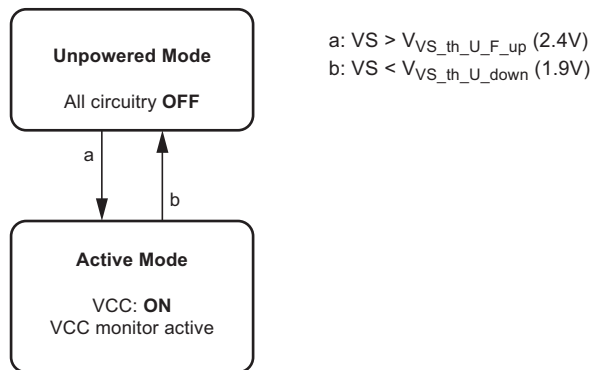 Unpowered Mode
All circuitry OFF
a: VS > VVS_th_U_F_up (2.4V)
b: VS < VVS_th_U_down (1.9V)
a
b
Active Mode
VCC: ON
VCC monitor active